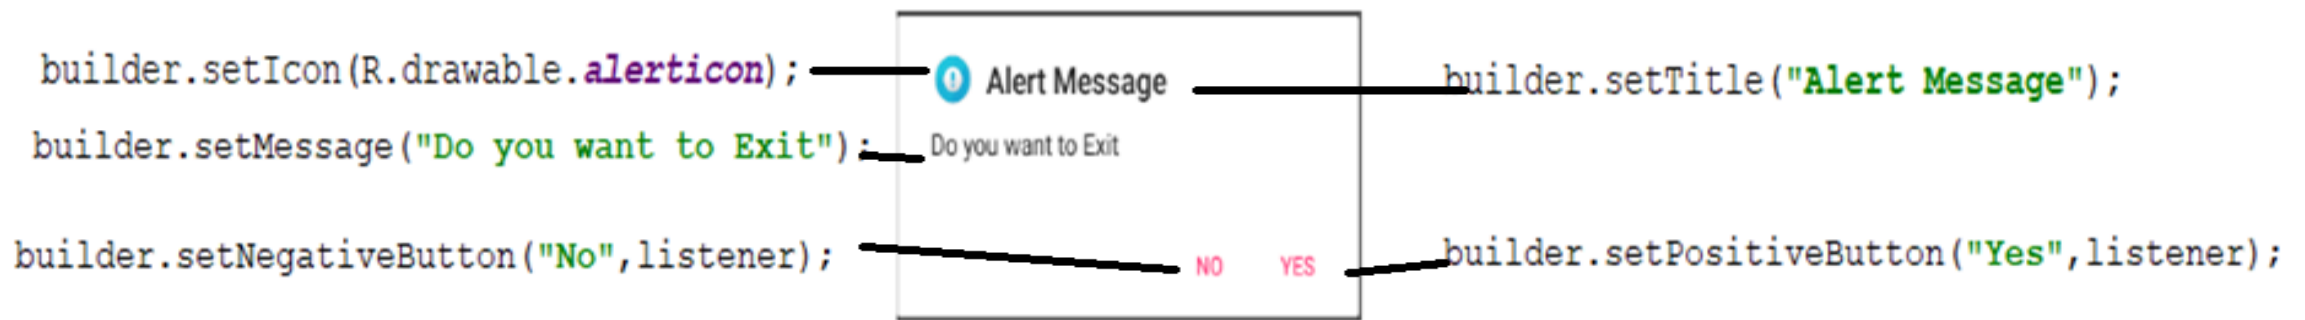 builder.setIcon(R.drawable.alerticon);
Alert Message
builder.setTitle("Alert Message");
builder.setMessage("Do you want to Exit");
Do you want to Exit
builder.setNegativeButton("No",listener);
NO
YES
builder.setPositiveButton("Yes",listener);